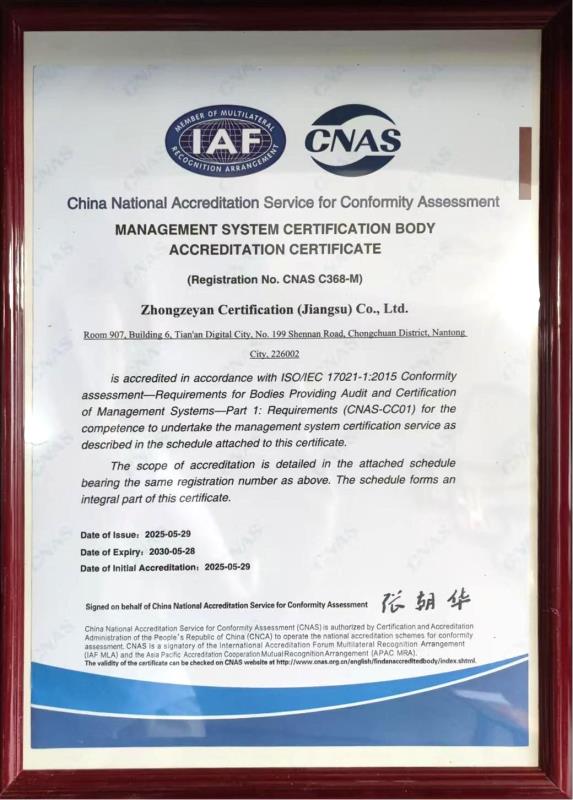 MEMBER OF MULTILATERAL
IAF
RECOGNITION ARRANGEMENT
CNAS
China National Accreditation Service for Conformity Assessment
MANAGEMENT SYSTEM CERTIFICATION BODY
ACCREDITATION CERTIFICATE
(Registration No. CNAS C368-M)
Zhongzeyan Certification (Jiangsu) Co., Ltd.
Room 907, Building 6, Tian'an Digital City, No. 199 Shennan Road, Chongchuan District, Nantong
City, 226002
is accredited in accordance with ISO/IEC 17021-1:2015 Conformity
assessment—Requirements for Bodies Providing Audit and Certification
of Management Systems—Part 1: Requirements (CNAS-CC01) for the
competence to undertake the management system certification service as
described in the schedule attached to this certificate.
The scope of accreditation is detailed in the attached schedule
bearing the same registration number as above. The schedule forms an
integral part of this certificate.
Date of Issue: 2025-05-29
Date of Expiry: 2030-05-28
Date of Initial Accreditation: 2025-05-29
Signed on behalf of China National Accreditation Service for Conformity Assessment 张朝华
China National Accreditation Service for Conformity Assessment (CNAS) is authorized by Certification and Accreditation
Administration of the People's Republic of China (CNCA) to operate the national accreditation schemes for conformity
assessment. CNAS is a signatory of the International Accreditation Forum Multilateral Recognition Arrangement
(IAF MLA) and the Asia Pacific Accreditation Cooperation Mutual Recognition Arrangement (APAC MRA).
The validity of the certificate can be checked on CNAS website at http://www.cnas.org.cn/english/findanaccreditedbody/index.shtml.